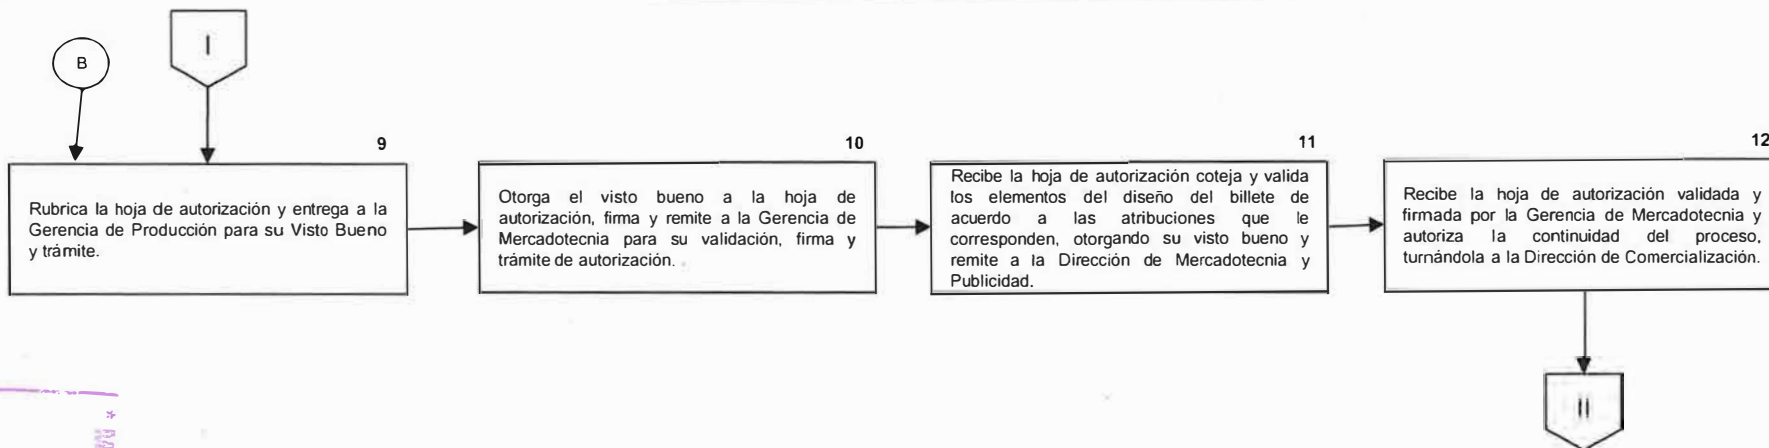 B
I
9
Rubrica la hoja de autorización y entrega a la
Gerencia de Producción para su Visto Bueno
y trámite.
10
Otorga el visto bueno a la hoja de
autorización, firma y remite a la Gerencia de
Mercadotecnia para su validación, firma y
trámite de autorización.
11
Recibe la hoja de autorización coteja y valida
los elementos del diseño del billete de
acuerdo a las atribuciones que le
corresponden, otorgando su visto bueno y
remite a la Dirección de Mercadotecnia y
Publicidad.
12
Recibe la hoja de autorización validada y
firmada por la Gerencia de Mercadotecnia y
autoriza la continuidad del proceso,
turnándola a la Dirección de Comercialización.
II